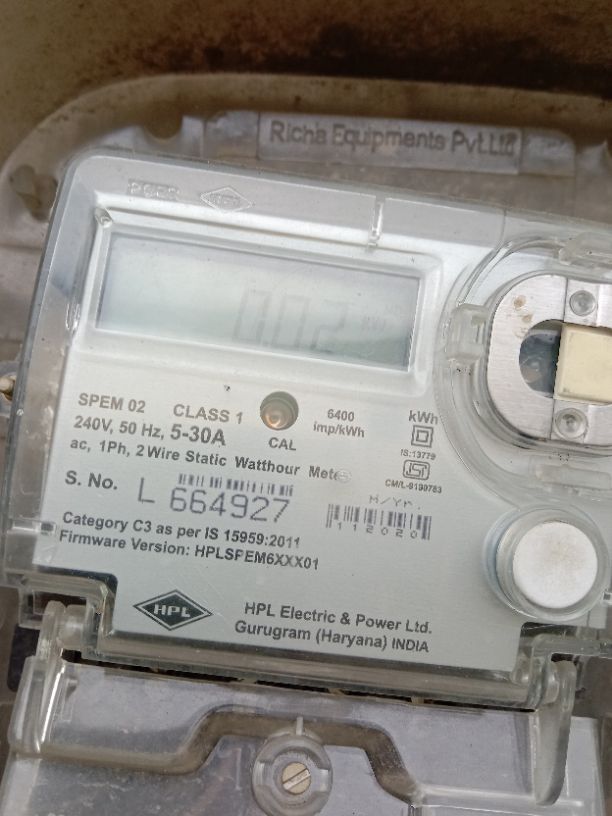 Richa Equipments Pvt.Ltd
0.02
SPEM 02 CLASS 1
6400 imp/kWh
kWh
240V, 50 Hz, 5-30A
CAL
IS:13779
ac, 1Ph, 2 Wire Static Watthour Meter
CM/L-9190783
S. No. L 664927
M/Yr.
112020
Category C3 as per IS 15959:2011
Firmware Version: HPLSPEM6XXX01
HPL
HPL Electric & Power Ltd.
Gurugram (Haryana) INDIA